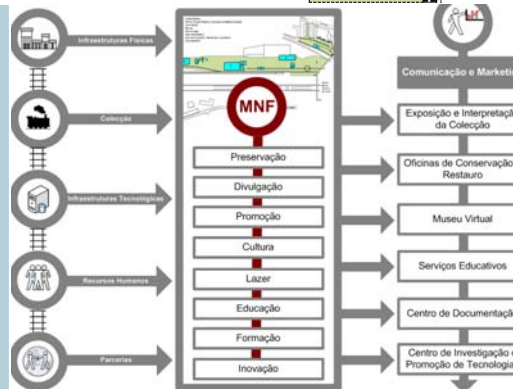 Infraestruturas Físicas
Colecção
Infraestruturas Tecnológicas
Recursos Humanos
Parcerias
MNF
Preservação
Divulgação
Promoção
Cultura
Lazer
Educação
Formação
Inovação
Comunicação e Marketin
Exposição e Interpretaçã
da Colecção
Oficinas de Conservação
Restauro
Museu Virtual
Serviços Educativos
Centro de Documentaçã
Centro de Investigação
Promoção de Tecnologia